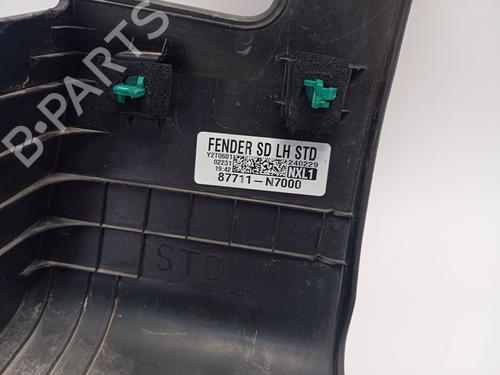 B-PARTS
FENDER SD LH STD
Y2T0601 240229
02231
19:42 NXL1
87711-N7000
STD